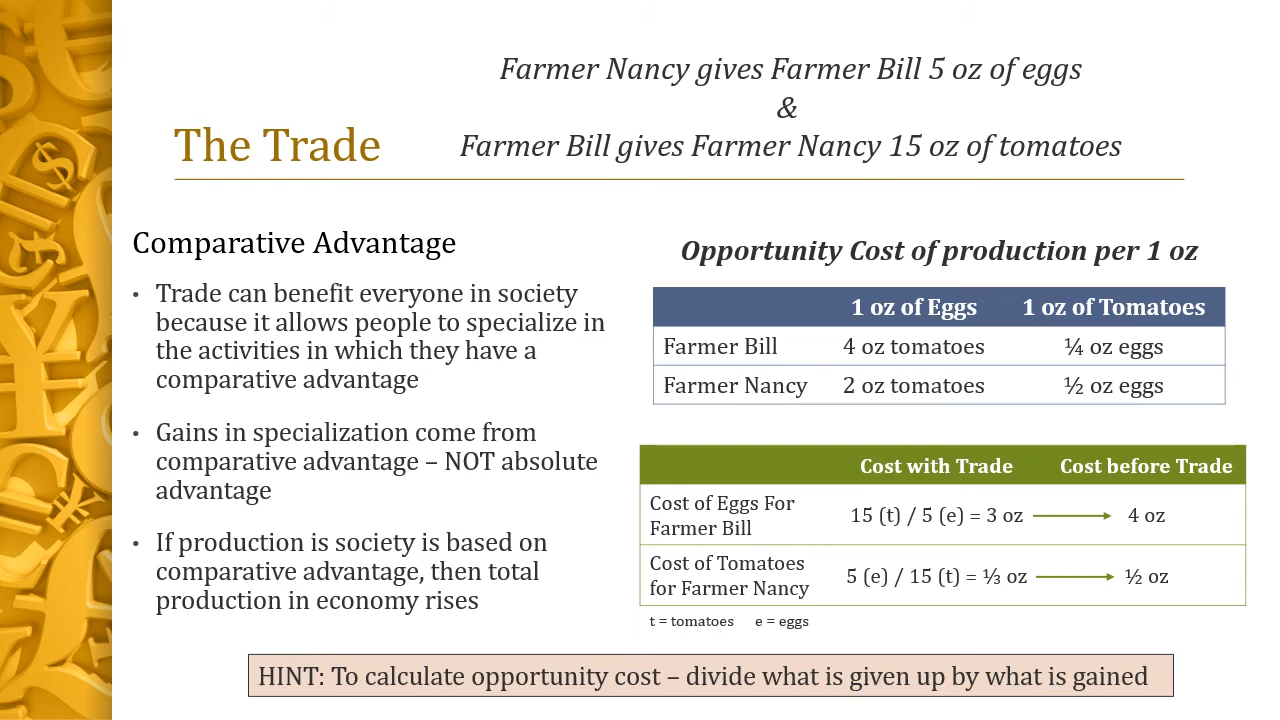 Farmer Nancy gives Farmer Bill 5 oz of eggs
&
Farmer Bill gives Farmer Nancy 15 oz of tomatoes
The Trade
Comparative Advantage
• Trade can benefit everyone in society
because it allows people to specialize in
the activities in which they have a
comparative advantage
• Gains in specialization come from
comparative advantage – NOT absolute
advantage
• If production is society is based on
comparative advantage, then total
production in economy rises
Opportunity Cost of production per 1 oz
1 oz of Eggs 1 oz of Tomatoes
Farmer Bill 4 oz tomatoes ¼ oz eggs
Farmer Nancy 2 oz tomatoes ½ oz eggs
Cost with Trade Cost before Trade
Cost of Eggs For
Farmer Bill 15 (t) / 5 (e) = 3 oz 4 oz
Cost of Tomatoes
for Farmer Nancy 5 (e) / 15 (t) = ⅓ oz ½ oz
t = tomatoes e = eggs
HINT: To calculate opportunity cost – divide what is given up by what is gained